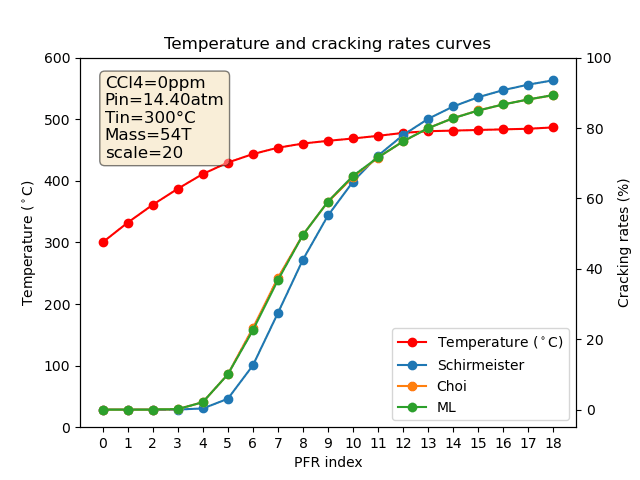 Temperature and cracking rates curves
CCl4=0ppm
Pin=14.40atm
Tin=300°C
Mass=54T
scale=20
600
500
400
300
200
100
0
Temperature (°C)
100
80
60
40
20
0
Cracking rates (%)
Temperature (°C)
Schirmeister
Choi
ML
0 1 2 3 4 5 6 7 8 9 10 11 12 13 14 15 16 17 18
PFR index